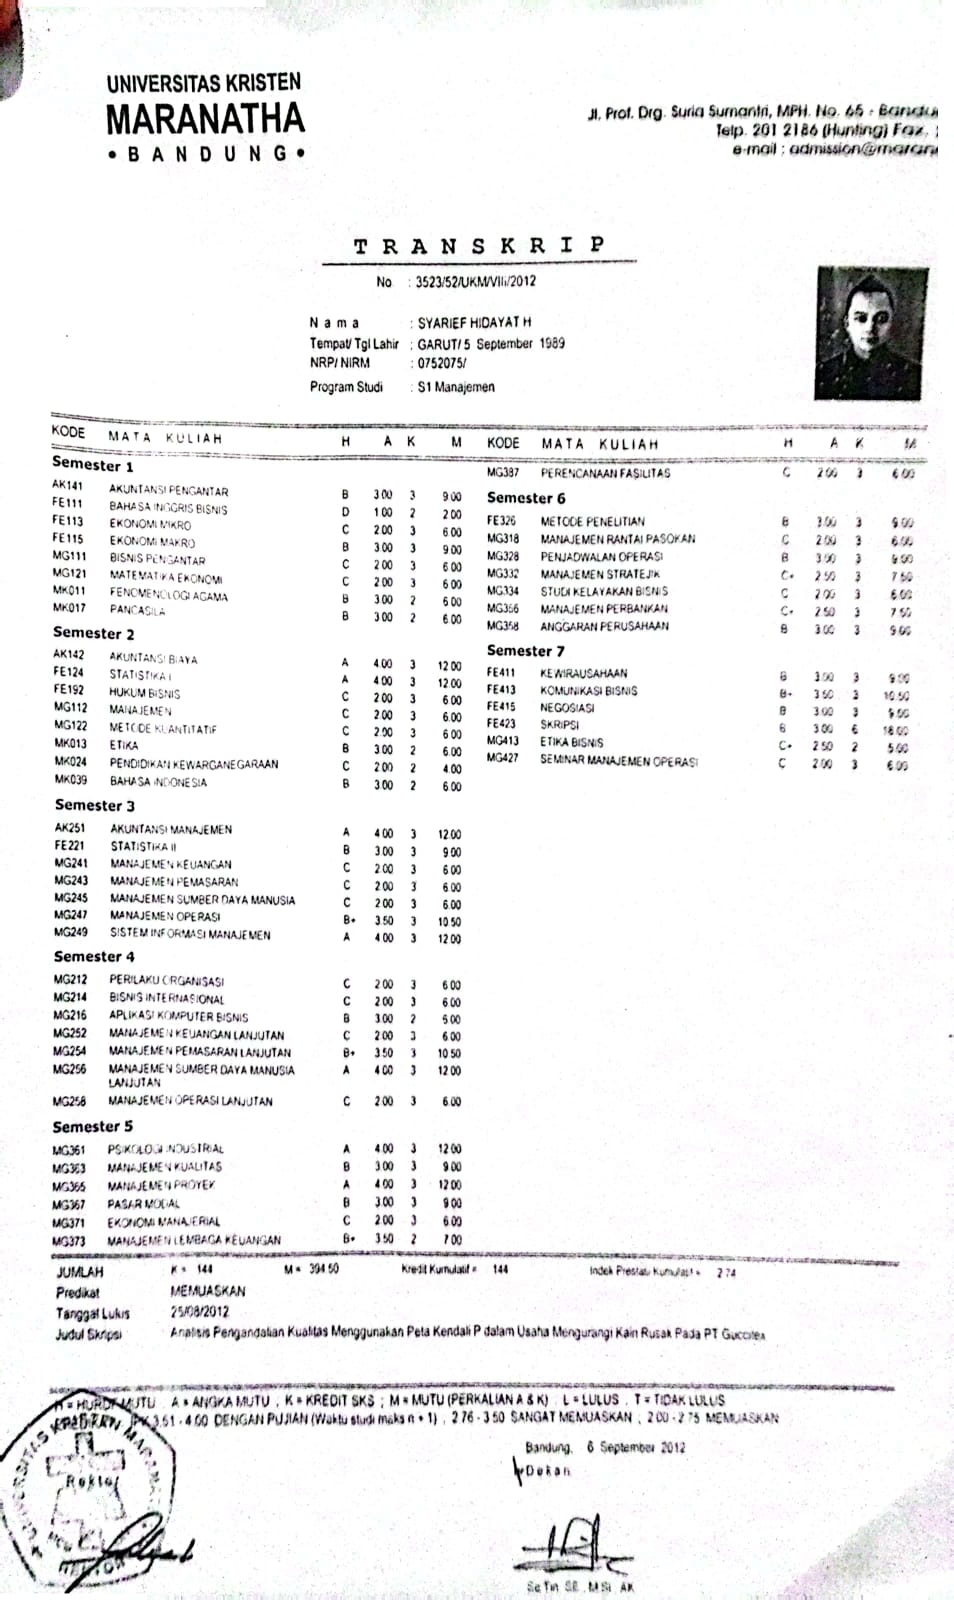 UNIVERSITAS KRISTEN
MARANATHA
• BANDUNG •
Jl. Prof. Drg. Suria Sumantri, MPH. No. 65 - Bandu
Telp. 201 2186 (Hunting) Fax.
e-mail : admission@marana
TRANSKRIP
No : 3523/52/UKM/VIII/2012
Nama : SYARIEF HIDAYAT H
Tempat/ Tgl Lahir : GARUT/ 5 September 1989
NRP/ NIRM : 0752075/
Program Studi : S1 Manajemen
KODE MATA KULIAH H A K M
Semester 1
AK141 AKUNTANSI PENGANTAR B 3.00 3 9.00
FE111 BAHASA INGGRIS BISNIS D 1.00 2 2.00
FE113 EKONOMI MIKRO C 2.00 3 6.00
FE115 EKONOMI MAKRO B 3.00 3 9.00
MG111 BISNIS PENGANTAR C 2.00 3 6.00
MG121 MATEMATIKA EKONOMI C 2.00 3 6.00
MK011 FENOMENOLOGI AGAMA B 3.00 2 6.00
MK017 PANCASILA B 3.00 2 6.00
Semester 2
AK142 AKUNTANSI BIAYA A 4.00 3 12.00
FE124 STATISTIKA I A 4.00 3 12.00
FE192 HUKUM BISNIS C 2.00 3 6.00
MG112 MANAJEMEN C 2.00 3 6.00
MG122 METODE KUANTITATIF C 2.00 3 6.00
MK013 ETIKA B 3.00 2 6.00
MK024 PENDIDIKAN KEWARGANEGARAAN C 2.00 2 4.00
MK039 BAHASA INDONESIA B 3.00 2 6.00
Semester 3
AK251 AKUNTANSI MANAJEMEN A 4.00 3 12.00
FE221 STATISTIKA II B 3.00 3 9.00
MG241 MANAJEMEN KEUANGAN C 2.00 3 6.00
MG243 MANAJEMEN PEMASARAN C 2.00 3 6.00
MG245 MANAJEMEN SUMBER DAYA MANUSIA C 2.00 3 6.00
MG247 MANAJEMEN OPERASI B+ 3.50 3 10.50
MG249 SISTEM INFORMASI MANAJEMEN A 4.00 3 12.00
Semester 4
MG212 PERILAKU ORGANISASI C 2.00 3 6.00
MG214 BISNIS INTERNASIONAL C 2.00 3 6.00
MG216 APLIKASI KOMPUTER BISNIS B 3.00 2 6.00
MG252 MANAJEMEN KEUANGAN LANJUTAN C 2.00 3 6.00
MG254 MANAJEMEN PEMASARAN LANJUTAN B+ 3.50 3 10.50
MG256 MANAJEMEN SUMBER DAYA MANUSIA A 4.00 3 12.00
LANJUTAN
MG258 MANAJEMEN OPERASI LANJUTAN C 2.00 3 6.00
Semester 5
MG361 PSIKOLOGI INDUSTRIAL A 4.00 3 12.00
MG363 MANAJEMEN KUALITAS B 3.00 3 9.00
MG365 MANAJEMEN PROYEK A 4.00 3 12.00
MG367 PASAR MODAL B 3.00 3 9.00
MG371 EKONOMI MANAJERIAL C 2.00 3 6.00
MG373 MANAJEMEN LEMBAGA KEUANGAN B+ 3.50 2 7.00
KODE MATA KULIAH H A K M
MG387 PERENCANAAN FASILITAS C 2.00 3 6.00
Semester 6
FE326 METODE PENELITIAN B 3.00 3 9.00
MG318 MANAJEMEN RANTAI PASOKAN C 2.00 3 6.00
MG328 PENJADWALAN OPERASI B 3.00 3 9.00
MG332 MANAJEMEN STRATEJIK C+ 2.50 3 7.50
MG334 STUDI KELAYAKAN BISNIS C 2.00 3 6.00
MG356 MANAJEMEN PERBANKAN C+ 2.50 3 7.50
MG358 ANGGARAN PERUSAHAAN B 3.00 3 9.00
Semester 7
FE411 KEWIRAUSAHAAN B 3.00 3 9.00
FE413 KOMUNIKASI BISNIS B+ 3.50 3 10.50
FE415 NEGOSIASI B 3.00 3 9.00
FE423 SKRIPSI B 3.00 6 18.00
MG413 ETIKA BISNIS C+ 2.50 2 5.00
MG427 SEMINAR MANAJEMEN OPERASI C 2.00 3 6.00
JUMLAH K = 144 M = 394.50 Kredit Kumulatif = 144 Indek Prestasi Kumulatif = 2.74
Predikat MEMUASKAN
Tanggal Lulus 25/08/2012
Judul Skripsi Analisis Pengandalian Kualitas Menggunakan Peta Kendali P dalam Usaha Mengurangi Kain Rusak Pada PT Guccitex
H = HURUF MUTU , A = ANGKA MUTU , K = KREDIT SKS ; M = MUTU (PERKALIAN A & K) , L = LULUS , T = TIDAK LULUS
IPK 3.51 - 4.00 DENGAN PUJIAN (Waktu studi maks n + 1) , 2.76 - 3.50 SANGAT MEMUASKAN , 2.00 - 2.75 MEMUASKAN
Bandung, 6 September 2012
Dekan
Rektor
Se Tin, SE., M.Si., AK